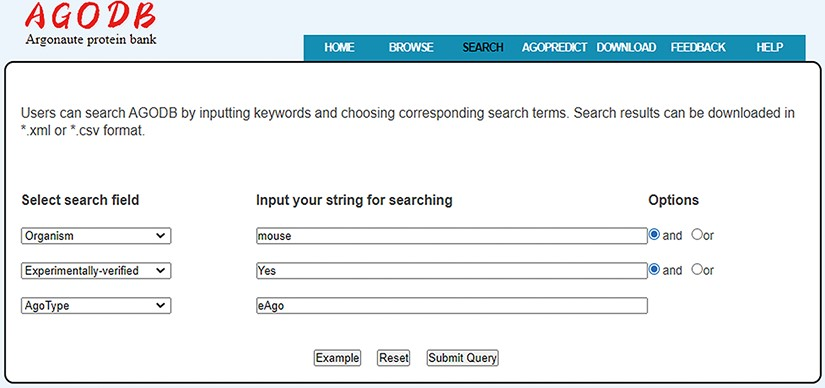 AGODB
Argonaute protein bank
HOME BROWSE SEARCH AGOPREDICT DOWNLOAD FEEDBACK HELP
Users can search AGODB by inputting keywords and choosing corresponding search terms. Search results can be downloaded in
*.xml or *.csv format.
Select search field Input your string for searching Options
Organism mouse and or
Experimentally-verified Yes and or
AgoType eAgo
Example Reset Submit Query